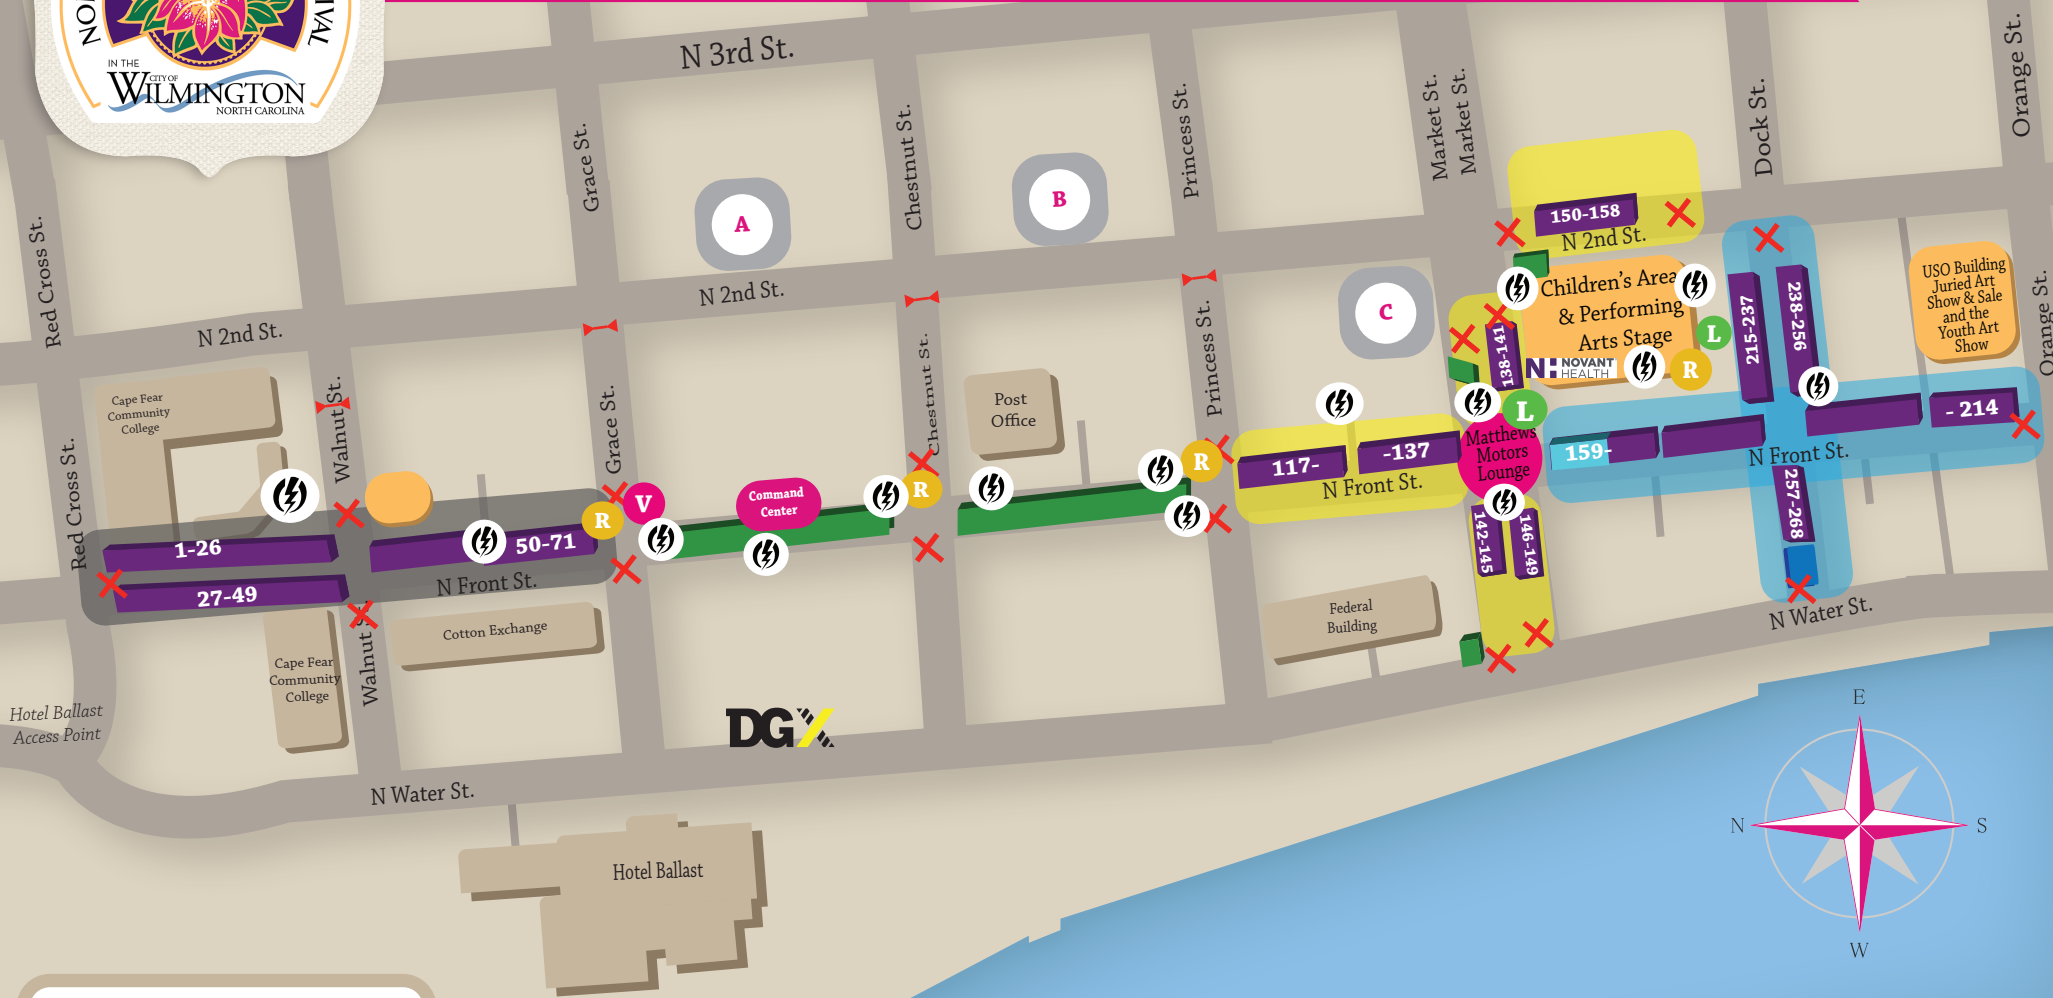 NOR
IVAL
IN THE
CITY OF
WILMINGTON
NORTH CAROLINA
N 3rd St.
Grace St.
Chestnut St.
Princess St.
Market St.
Market St.
Dock St.
Orange St.
Red Cross St.
A
B
C
150-158
N 2nd St.
N 2nd St.
N 2nd St.
Children's Area
& Performing
Arts Stage
NOVANT
HEALTH
R
L
138-141
215-237
238-256
USO Building
Juried Art
Show & Sale
and the
Youth Art
Show
Orange St.
Cape Fear
Community
College
Walnut St.
Grace St.
Chestnut St.
Post
Office
Princess St.
L
Matthews
Motors
Lounge
117-
-137
N Front St.
159-
- 214
N Front St.
Red Cross St.
1-26
27-49
50-71
N Front St.
R
V
Command
Center
R
R
142-145
146-149
257-268
Cotton Exchange
Cape Fear
Community
College
Walnut St.
Federal
Building
N Water St.
Hotel Ballast
Access Point
DGX
N Water St.
Hotel Ballast
E
N
S
W